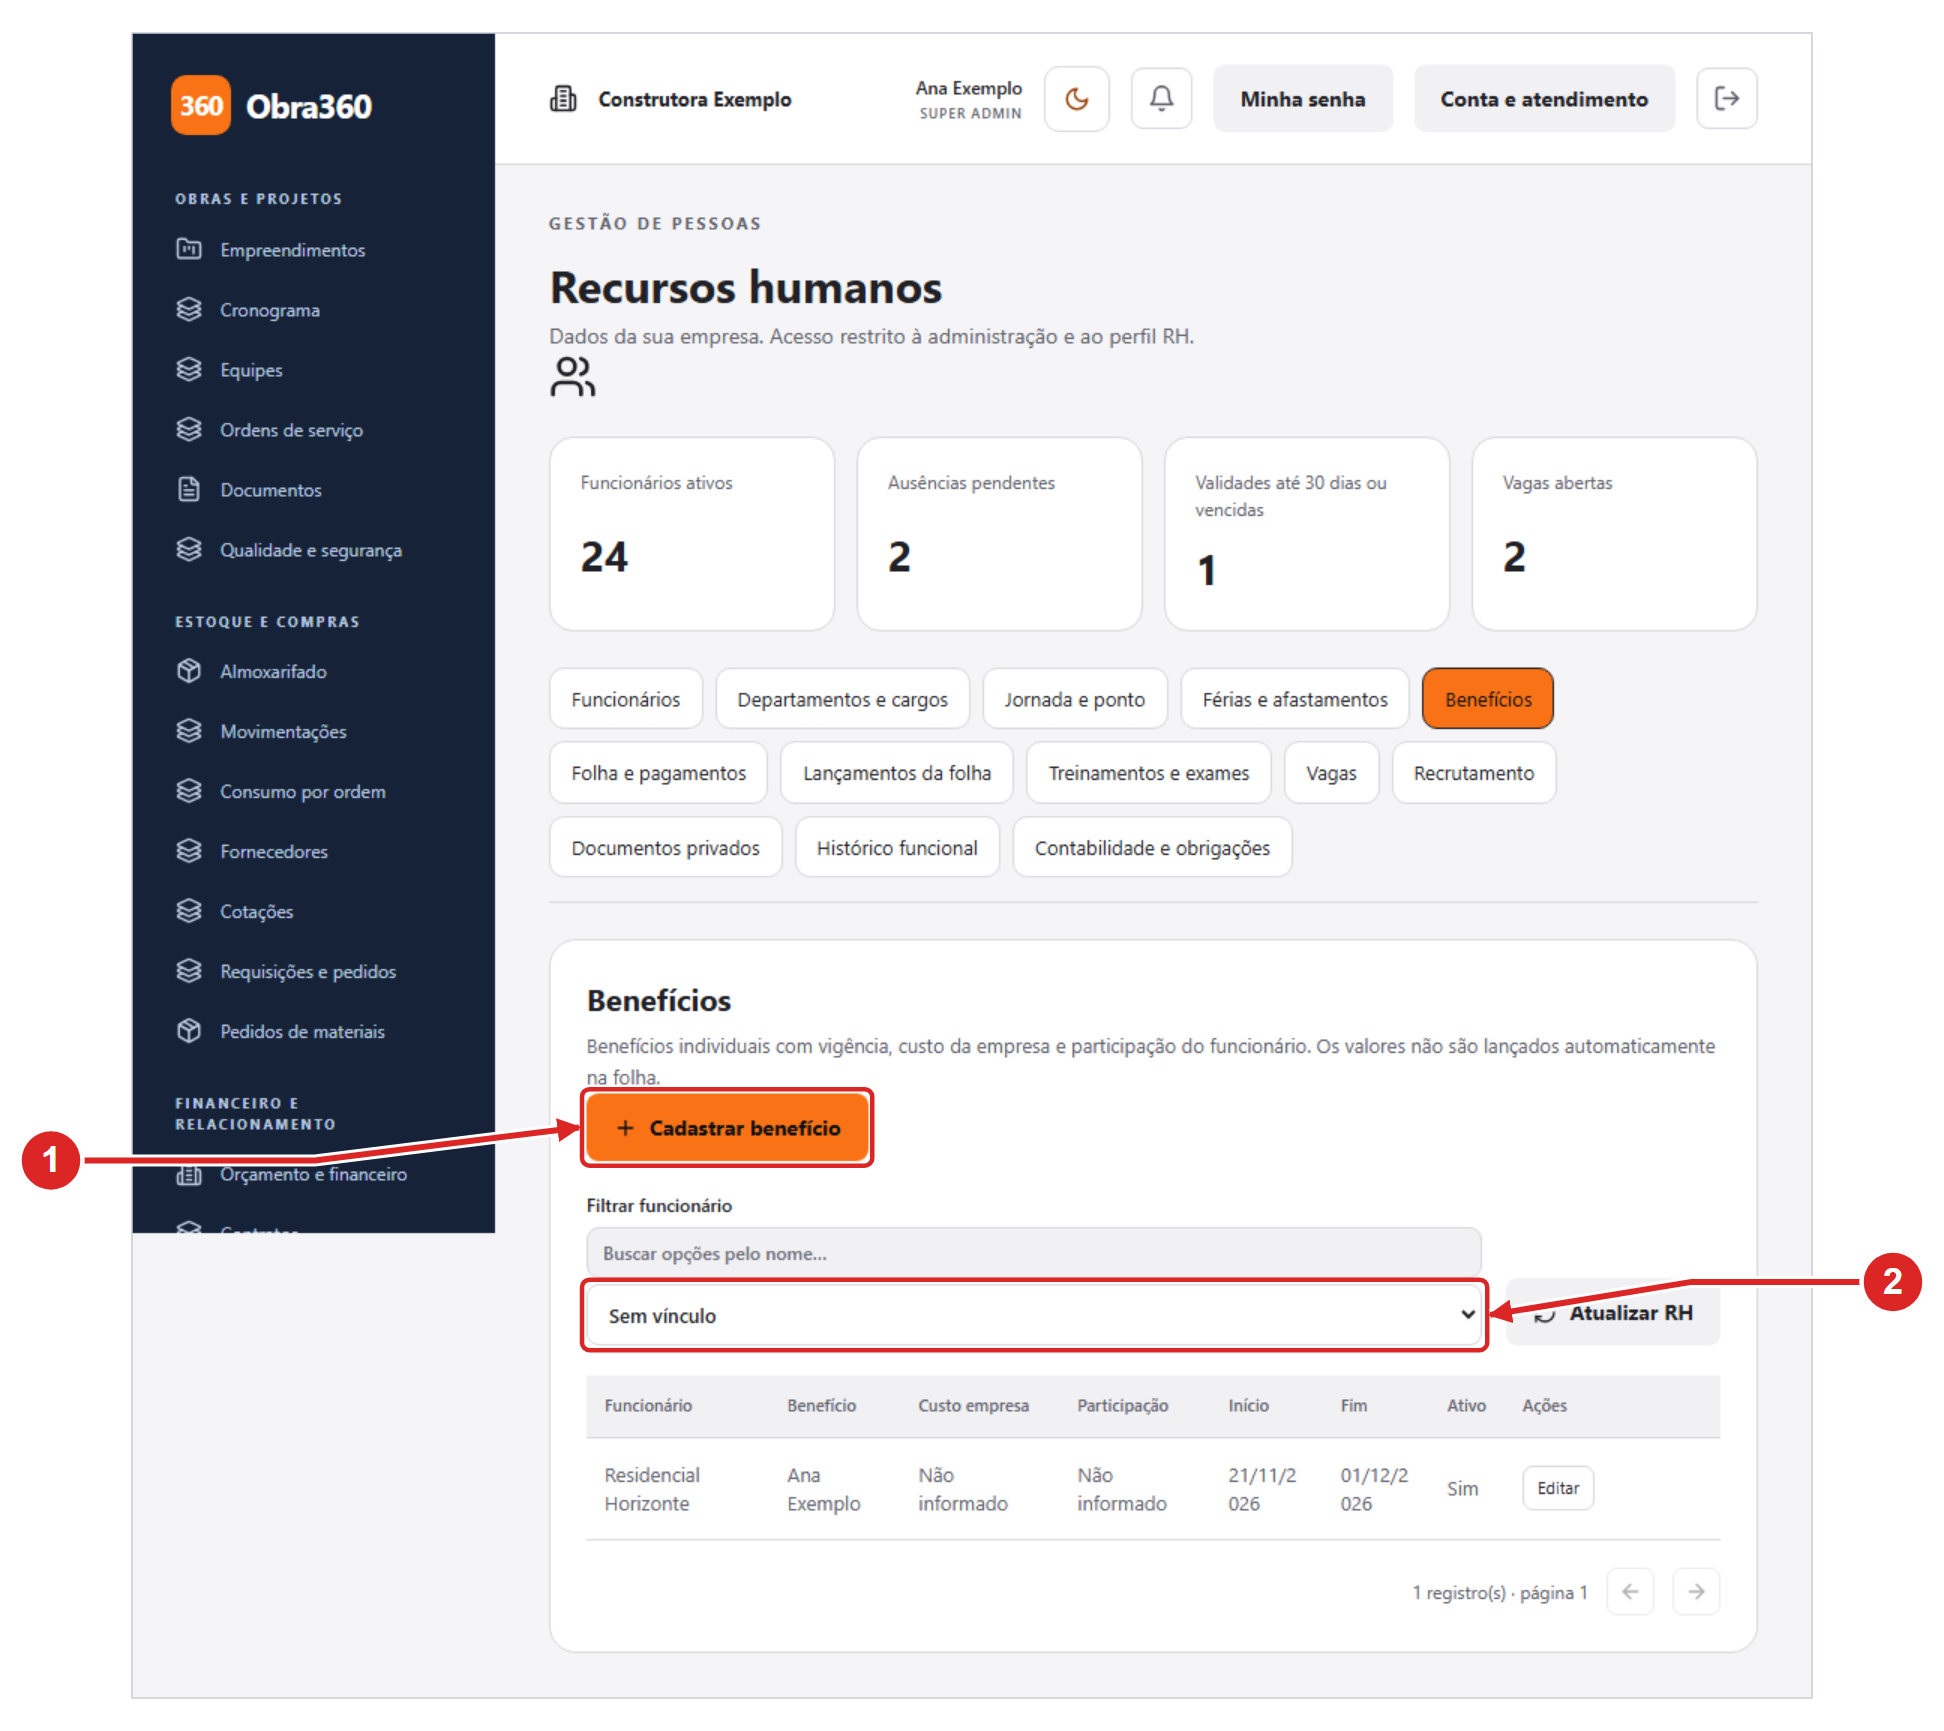 360 Obra360
Construtora Exemplo
Ana Exemplo
SUPER ADMIN
Minha senha
Conta e atendimento
OBRAS E PROJETOS
Empreendimentos
Cronograma
Equipes
Ordens de serviço
Documentos
Qualidade e segurança
ESTOQUE E COMPRAS
Almoxarifado
Movimentações
Consumo por ordem
Fornecedores
Cotações
Requisições e pedidos
Pedidos de materiais
FINANCEIRO E
RELACIONAMENTO
Orçamento e financeiro
Contratos
GESTÃO DE PESSOAS
Recursos humanos
Dados da sua empresa. Acesso restrito à administração e ao perfil RH.
Funcionários ativos
24
Ausências pendentes
2
Validades até 30 dias ou
vencidas
1
Vagas abertas
2
Funcionários
Departamentos e cargos
Jornada e ponto
Férias e afastamentos
Benefícios
Folha e pagamentos
Lançamentos da folha
Treinamentos e exames
Vagas
Recrutamento
Documentos privados
Histórico funcional
Contabilidade e obrigações
Benefícios
Benefícios individuais com vigência, custo da empresa e participação do funcionário. Os valores não são lançados automaticamente
na folha.
1
+ Cadastrar benefício
Filtrar funcionário
Buscar opções pelo nome...
Sem vínculo
Atualizar RH
2
Funcionário Benefício Custo empresa Participação Início Fim Ativo Ações
Residencial Ana Não Não 21/11/2 01/12/2 Sim Editar
Horizonte Exemplo informado informado 026 026
1 registro(s) · página 1